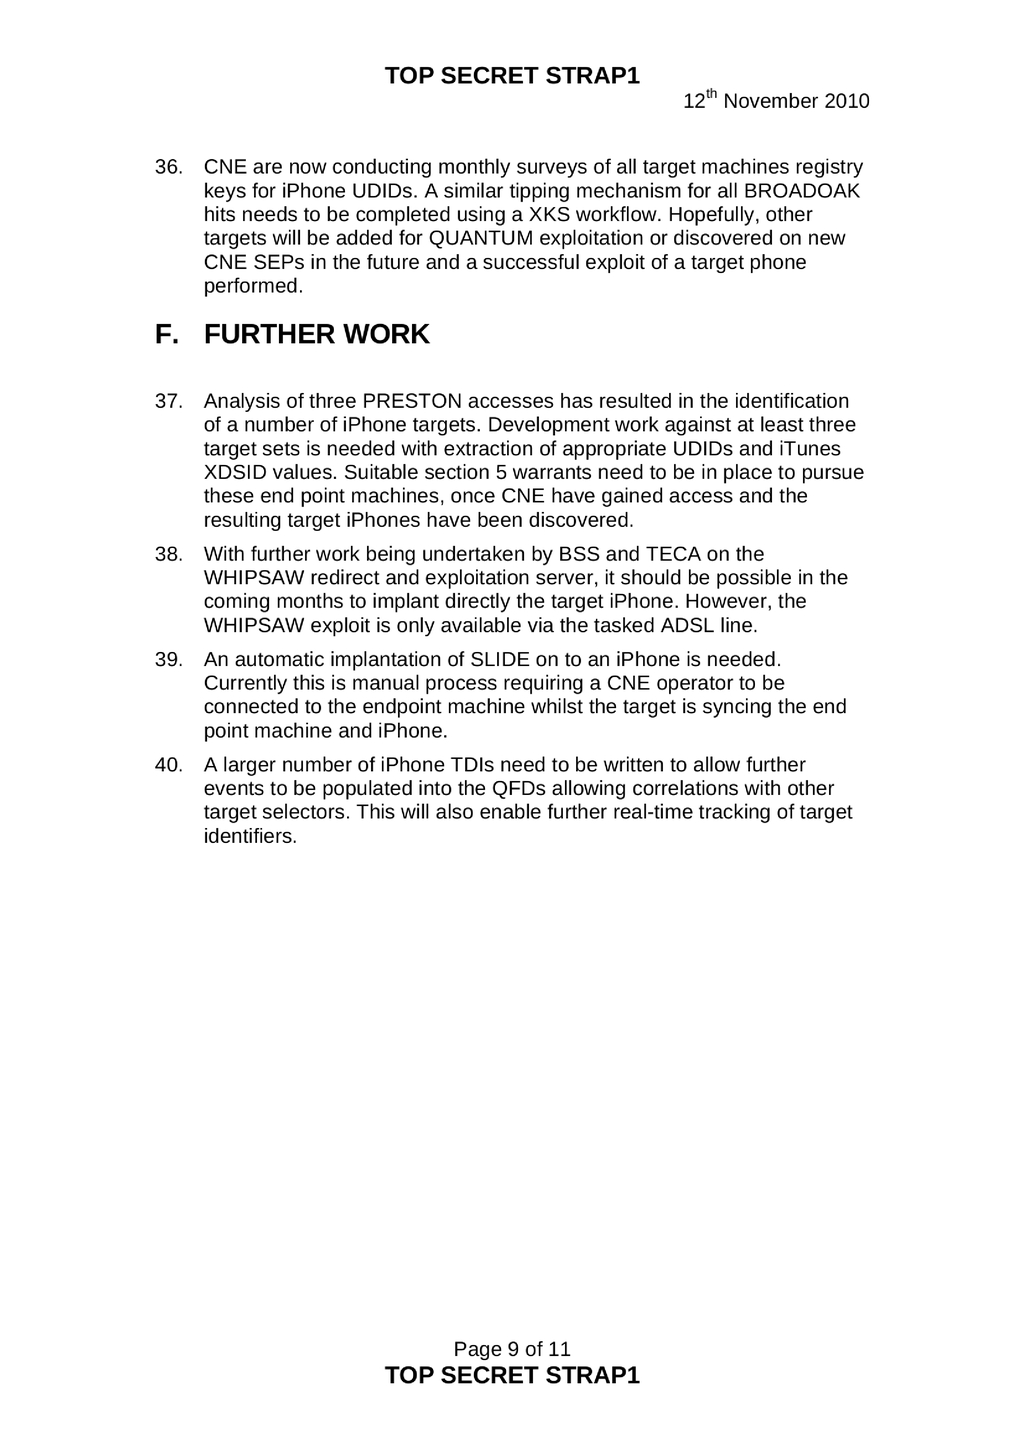 TOP SECRET STRAP1
12th November 2010
36. CNE are now conducting monthly surveys of all target machines registry
keys for iPhone UDIDs. A similar tipping mechanism for all BROADOAK
hits needs to be completed using a XKS workflow. Hopefully, other
targets will be added for QUANTUM exploitation or discovered on new
CNE SEPs in the future and a successful exploit of a target phone
performed.
F. FURTHER WORK
37. Analysis of three PRESTON accesses has resulted in the identification
of a number of iPhone targets. Development work against at least three
target sets is needed with extraction of appropriate UDIDs and iTunes
XDSID values. Suitable section 5 warrants need to be in place to pursue
these end point machines, once CNE have gained access and the
resulting target iPhones have been discovered.
38. With further work being undertaken by BSS and TECA on the
WHIPSAW redirect and exploitation server, it should be possible in the
coming months to implant directly the target iPhone. However, the
WHIPSAW exploit is only available via the tasked ADSL line.
39. An automatic implantation of SLIDE on to an iPhone is needed.
Currently this is manual process requiring a CNE operator to be
connected to the endpoint machine whilst the target is syncing the end
point machine and iPhone.
40. A larger number of iPhone TDIs need to be written to allow further
events to be populated into the QFDs allowing correlations with other
target selectors. This will also enable further real-time tracking of target
identifiers.
Page 9 of 11
TOP SECRET STRAP1